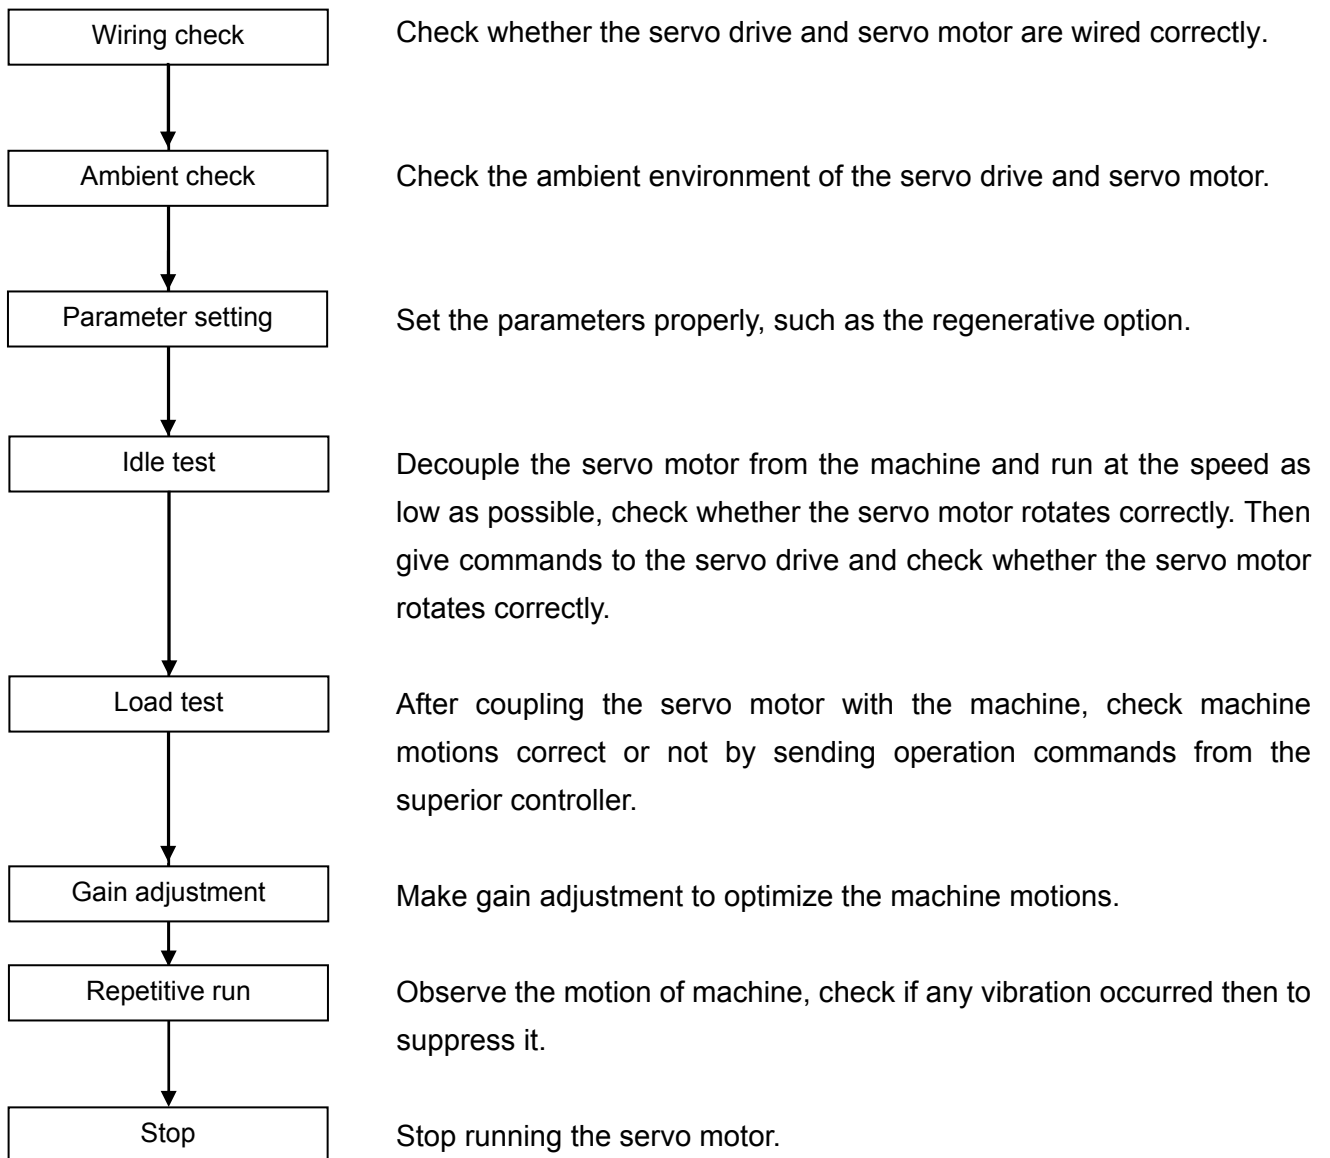 Wiring check
Check whether the servo drive and servo motor are wired correctly.
Ambient check
Check the ambient environment of the servo drive and servo motor.
Parameter setting
Set the parameters properly, such as the regenerative option.
Idle test
Decouple the servo motor from the machine and run at the speed as
low as possible, check whether the servo motor rotates correctly. Then
give commands to the servo drive and check whether the servo motor
rotates correctly.
Load test
After coupling the servo motor with the machine, check machine
motions correct or not by sending operation commands from the
superior controller.
Gain adjustment
Make gain adjustment to optimize the machine motions.
Repetitive run
Observe the motion of machine, check if any vibration occurred then to
suppress it.
Stop
Stop running the servo motor.